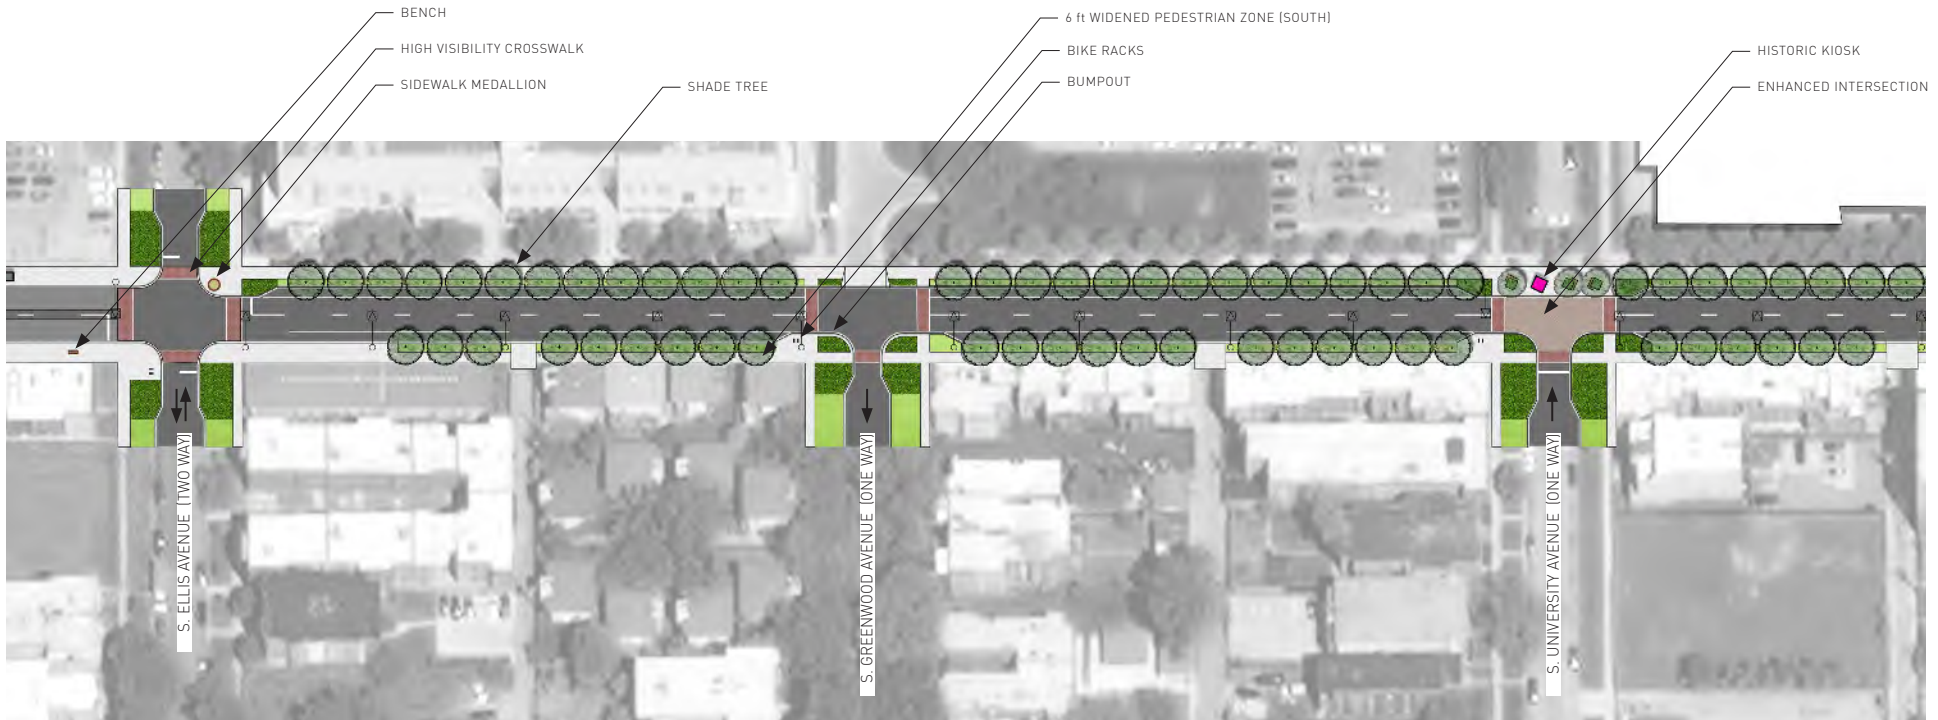 BENCH
HIGH VISIBILITY CROSSWALK
SIDEWALK MEDALLION
SHADE TREE
6 ft WIDENED PEDESTRIAN ZONE (SOUTH)
BIKE RACKS
BUMPOUT
HISTORIC KIOSK
ENHANCED INTERSECTION
S. ELLIS AVENUE (TWO WAY)
S. GREENWOOD AVENUE (ONE WAY)
S. UNIVERSITY AVENUE (ONE WAY)